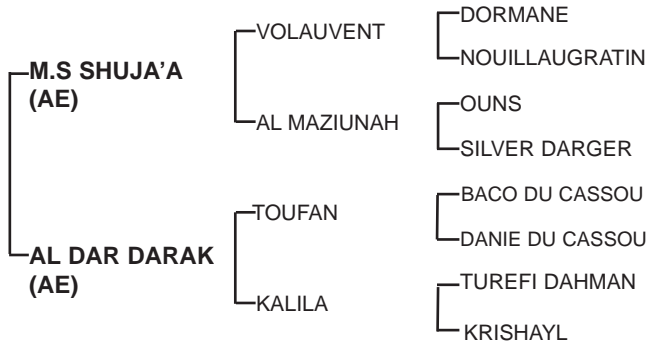 DORMANE
VOLAUVENT
NOUILLAUGRATIN
M.S SHUJA’A
(AE)
OUNS
AL MAZIUNAH
SILVER DARGER
BACO DU CASSOU
TOUFAN
DANIE DU CASSOU
AL DAR DARAK
(AE)
TUREFI DAHMAN
KALILA
KRISHAYL